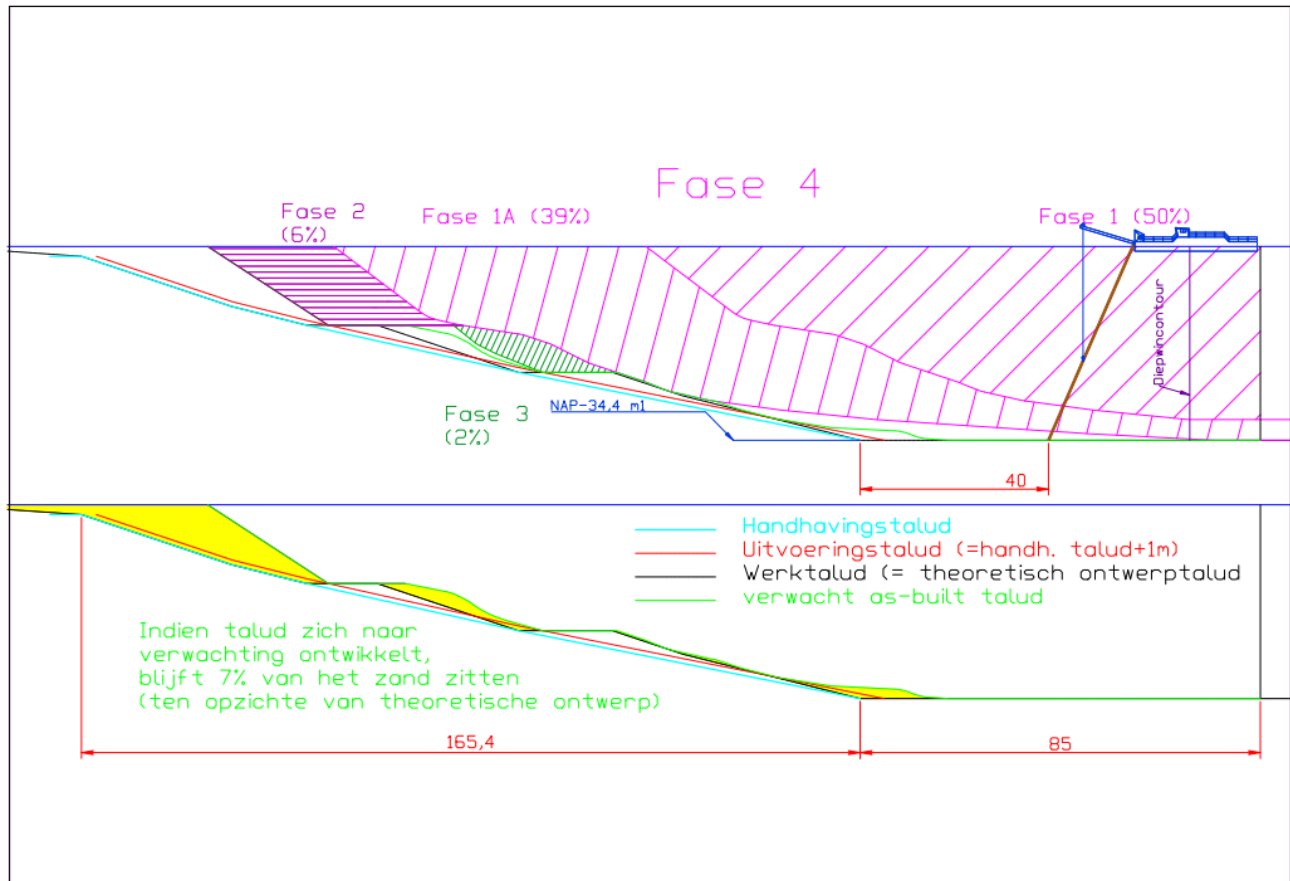 Fase 4
Fase 2
(6%)
Fase 1A (39%)
Fase 1 (50%)
Diepwincontour
Fase 3
(2%)
NAP-34,4 m1
40
Handhavingstalud
Uitvoeringstalud (=handh. talud+1m)
Werktalud (= theoretisch ontwerptalud
verwacht as-built talud
Indien talud zich naar
verwachting ontwikkelt,
blijft 7% van het zand zitten
(ten opzichte van theoretische ontwerp)
165,4
85